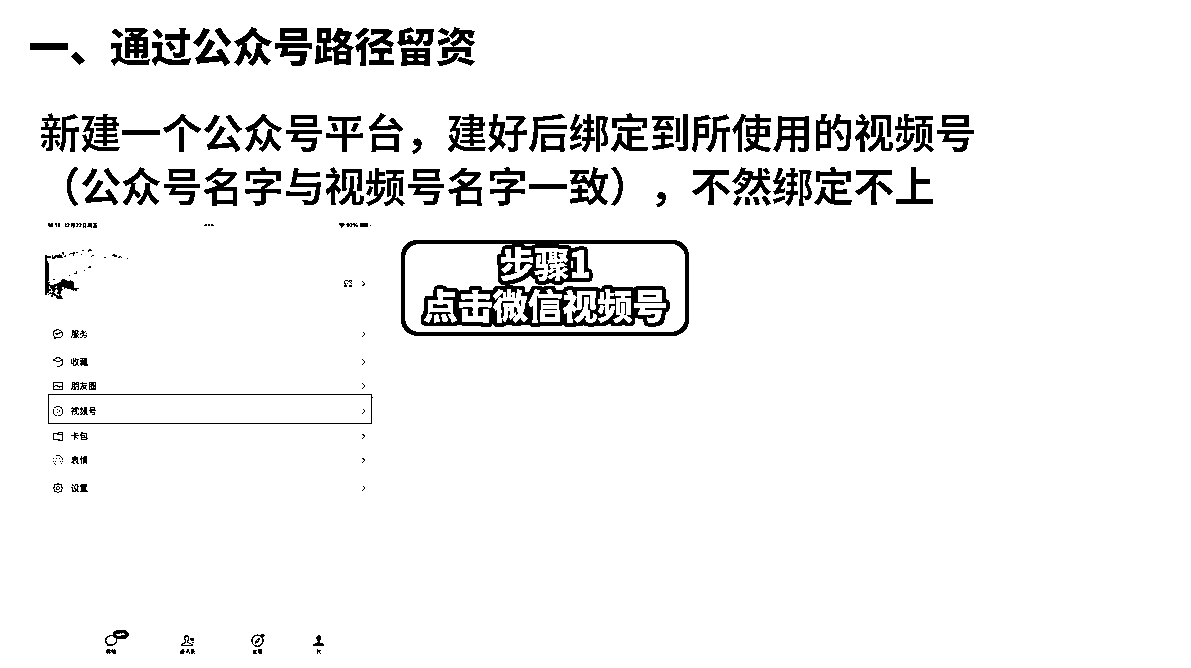 一、通过公众号路径留资
新建一个公众号平台，建好后绑定到所使用的视频号
（公众号名字与视频号名字一致），不然绑定不上
步骤1
点击微信视频号
服务
收藏
朋友圈
视频号
卡包
表情
设置